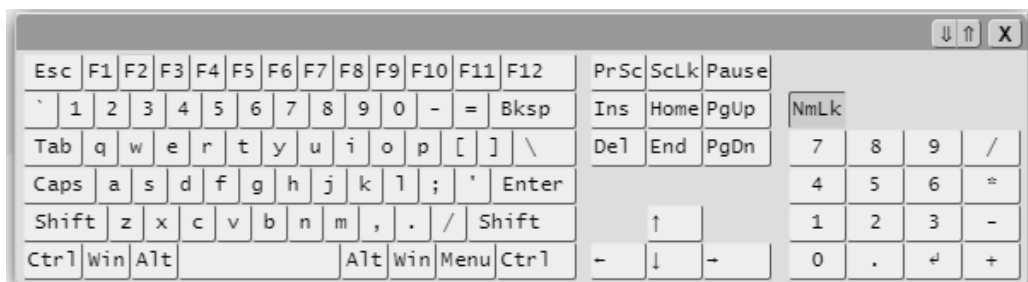 ⇓ ⇑ X
Esc F1 F2 F3 F4 F5 F6 F7 F8 F9 F10 F11 F12 PrSc ScLk Pause
` 1 2 3 4 5 6 7 8 9 0 - = Bksp Ins Home PgUp NmLk
Tab q w e r t y u i o p [ ] \ Del End PgDn 7 8 9 /
Caps a s d f g h j k l ; ' Enter 4 5 6 *
Shift z x c v b n m , . / Shift ↑ 1 2 3 -
Ctrl Win Alt Alt Win Menu Ctrl ← ↓ → 0 . ↵ +